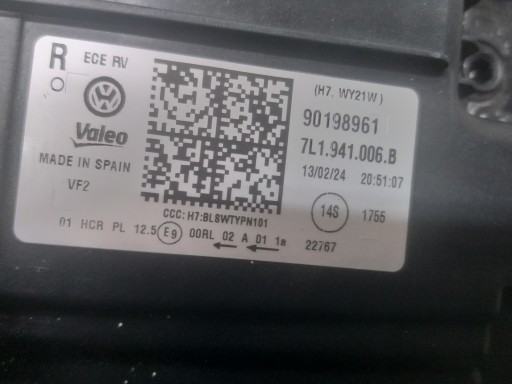 R ECE RV
(H7, WY21W)
90198961
7L1.941.006.B
13/02/24 20:51:07
Valeo
MADE IN SPAIN
VF2
CCC: H7:BL8WTYPN101
14S 1755
01 HCR PL 12.5 E9 00RL 02 A 01 1a
22767